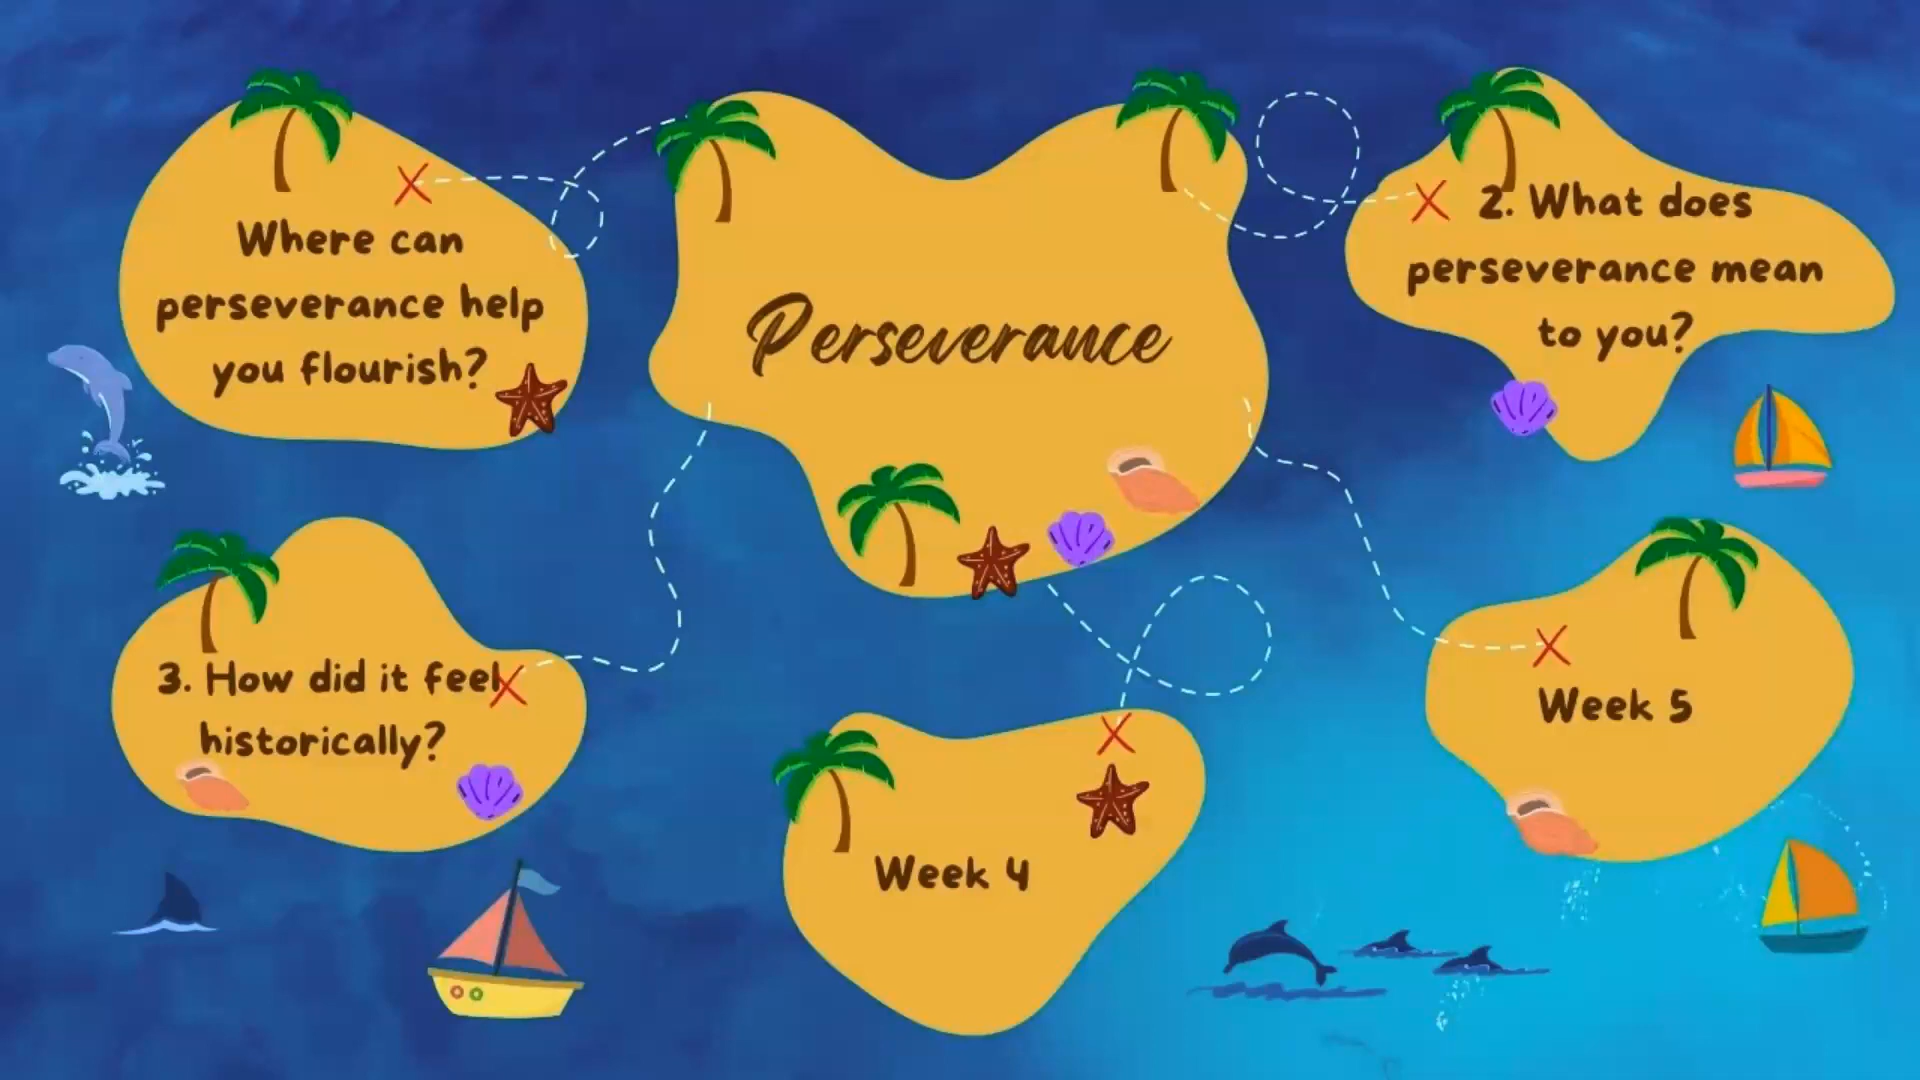 Where can
perseverance help
you flourish?
Perseverance
2. What does
perseverance mean
to you?
3. How did it feel
historically?
Week 4
Week 5